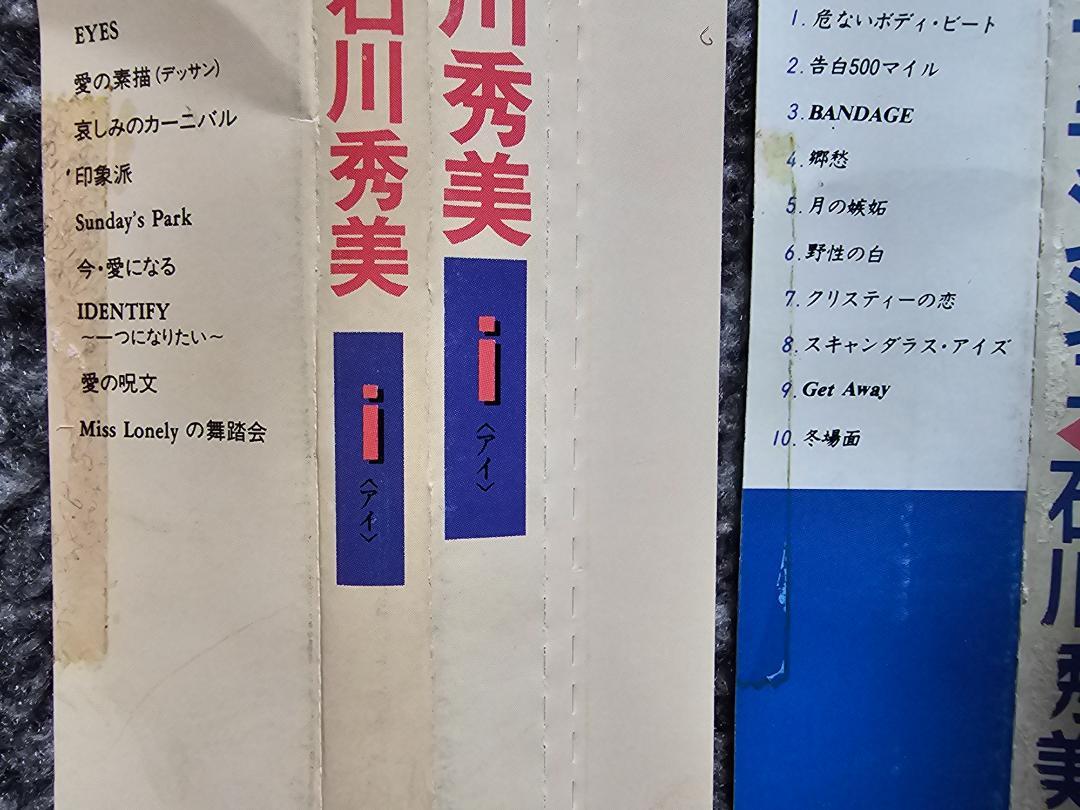 EYES
愛の素描(デッサン)
哀しみのカーニバル
印象派
Sunday's Park
今・愛になる
IDENTIFY
〜一つになりたい〜
愛の呪文
Miss Lonely の舞踏会
石川秀美
i
〈アイ〉
川秀美
i
〈アイ〉
1. 危ないボディ・ビート
2. 告白500マイル
3. BANDAGE
4. 郷愁
5. 月の嫉妬
6. 野性の白
7. クリスティーの恋
8. スキャンダラス・アイズ
9. Get Away
10. 冬場面
石川秀美